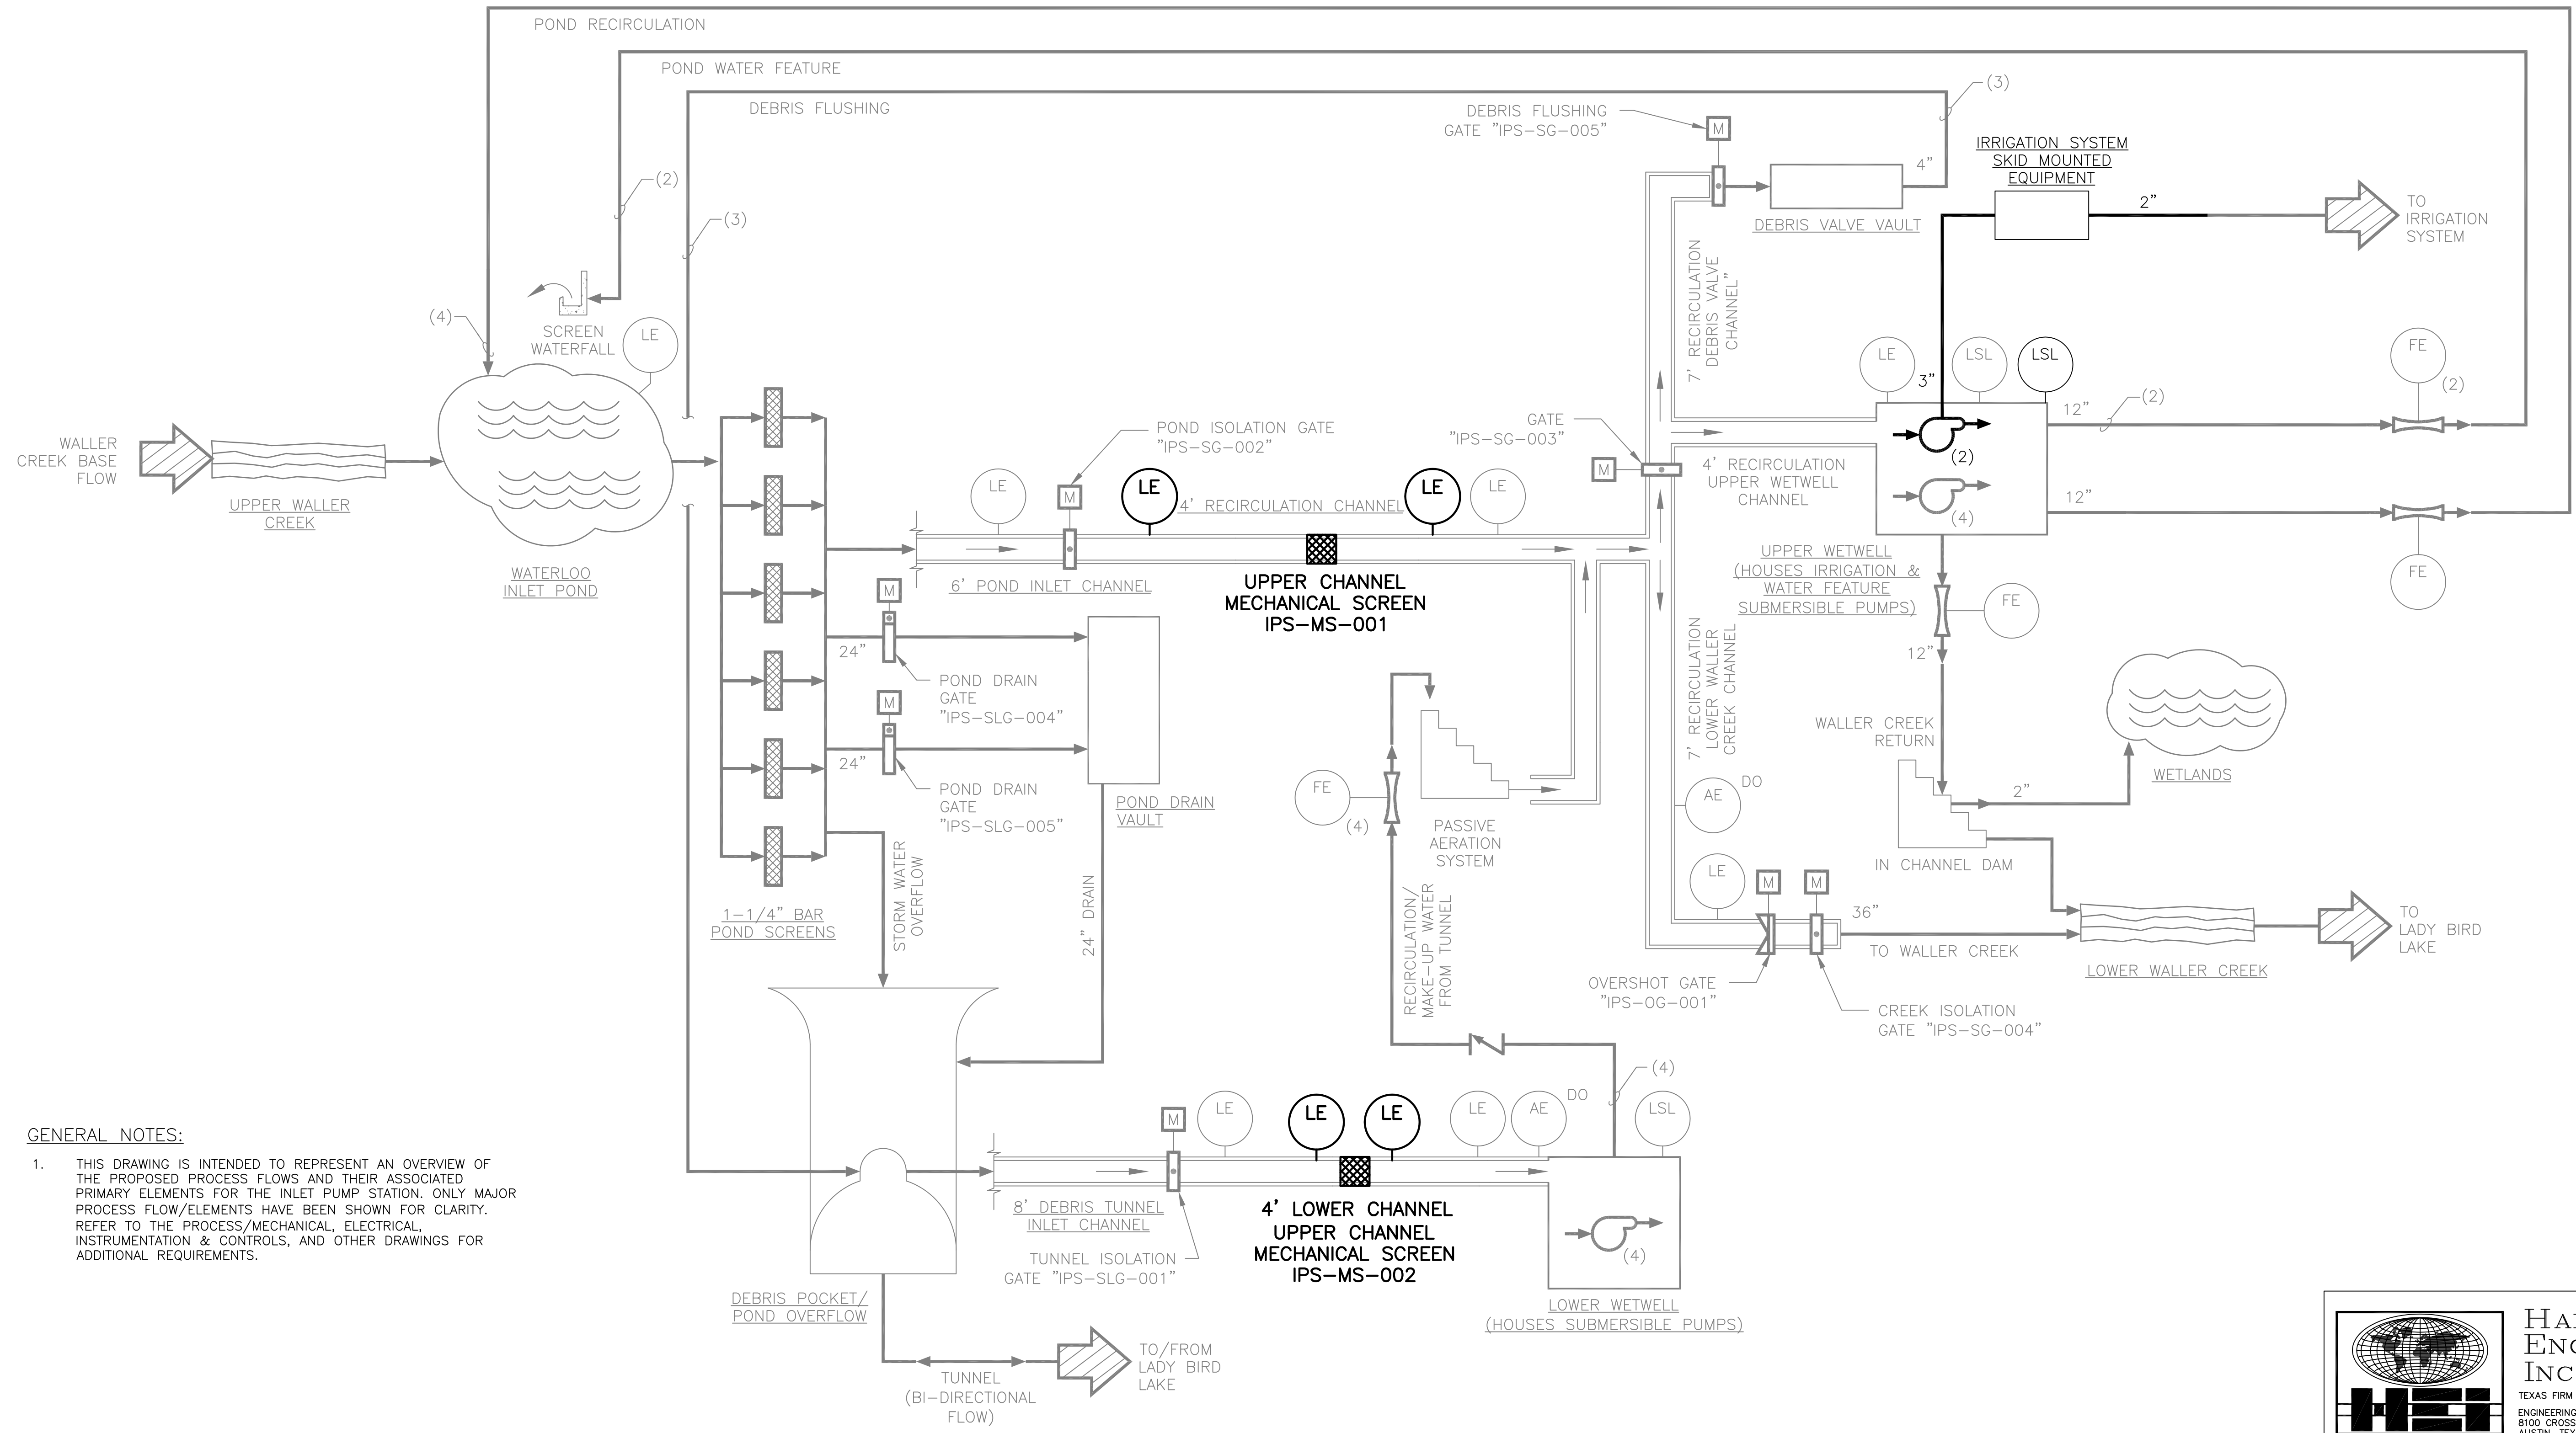 POND RECIRCULATION
POND WATER FEATURE
DEBRIS FLUSHING
(3)
DEBRIS FLUSHING
GATE "IPS-SG-005"
M
4"
DEBRIS VALVE VAULT
IRRIGATION SYSTEM
SKID MOUNTED
EQUIPMENT
2"
TO
IRRIGATION
SYSTEM
(2)
(3)
(4)
SCREEN
WATERFALL
LE
WALLER
CREEK BASE
FLOW
UPPER WALLER
CREEK
WATERLOO
INLET POND
7' RECIRCULATION
DEBRIS VALVE
CHANNEL"
LE
LSL
LSL
3"
(2)
(4)
12"
(2)
12"
FE
(2)
FE
POND ISOLATION GATE
"IPS-SG-002"
LE
M
LE
4' RECIRCULATION CHANNEL
LE
LE
GATE
"IPS-SG-003"
M
4' RECIRCULATION
UPPER WETWELL
CHANNEL
6' POND INLET CHANNEL
UPPER CHANNEL
MECHANICAL SCREEN
IPS-MS-001
UPPER WETWELL
(HOUSES IRRIGATION &
WATER FEATURE
SUBMERSIBLE PUMPS)
FE
12"
M
24"
POND DRAIN
GATE
"IPS-SLG-004"
M
24"
POND DRAIN
GATE
"IPS-SLG-005"
POND DRAIN
VAULT
7' RECIRCULATION
LOWER WALLER
CREEK CHANNEL
WALLER CREEK
RETURN
2"
WETLANDS
IN CHANNEL DAM
FE
(4)
PASSIVE
AERATION
SYSTEM
AE
DO
LE
M
M
36"
TO WALLER CREEK
LOWER WALLER CREEK
TO
LADY BIRD
LAKE
OVERSHOT GATE
"IPS-OG-001"
CREEK ISOLATION
GATE "IPS-SG-004"
1-1/4" BAR
POND SCREENS
STORM WATER
OVERFLOW
24" DRAIN
RECIRCULATION/
MAKE-UP WATER
FROM TUNNEL
(4)
M
LE
LE
LE
LE
AE
DO
LSL
8' DEBRIS TUNNEL
INLET CHANNEL
TUNNEL ISOLATION
GATE "IPS-SLG-001"
4' LOWER CHANNEL
UPPER CHANNEL
MECHANICAL SCREEN
IPS-MS-002
(4)
LOWER WETWELL
(HOUSES SUBMERSIBLE PUMPS)
DEBRIS POCKET/
POND OVERFLOW
TUNNEL
(BI-DIRECTIONAL
FLOW)
TO/FROM
LADY BIRD
LAKE
GENERAL NOTES:
1. THIS DRAWING IS INTENDED TO REPRESENT AN OVERVIEW OF
THE PROPOSED PROCESS FLOWS AND THEIR ASSOCIATED
PRIMARY ELEMENTS FOR THE INLET PUMP STATION. ONLY MAJOR
PROCESS FLOW/ELEMENTS HAVE BEEN SHOWN FOR CLARITY.
REFER TO THE PROCESS/MECHANICAL, ELECTRICAL,
INSTRUMENTATION & CONTROLS, AND OTHER DRAWINGS FOR
ADDITIONAL REQUIREMENTS.
HEI
INC
TEXAS FIRM
ENGINEERING
8100 CROSS